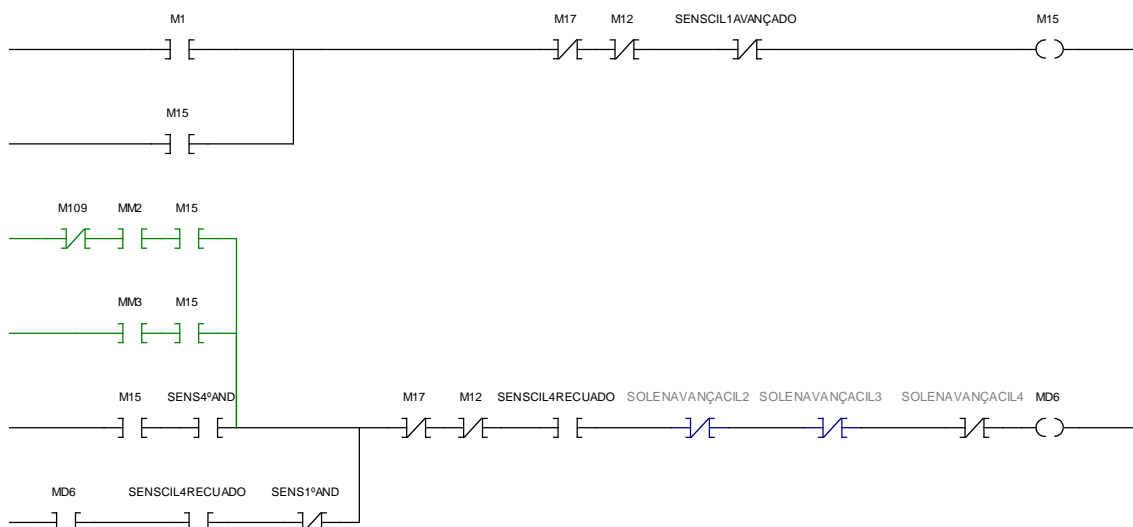 M1 M17 M12 SENSCIL1AVANÇADO M15
M15
M109 MM2 M15
MM3 M15
M15 SENS4ºAND M17 M12 SENSCIL4RECUADO SOLENAVANÇACIL2 SOLENAVANÇACIL3 SOLENAVANÇACIL4 MD6
MD6 SENSCIL4RECUADO SENS1ºAND